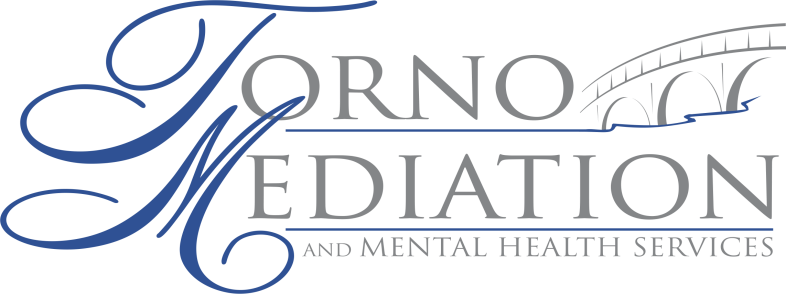 TORNO
MEDIATION
AND MENTAL HEALTH SERVICES